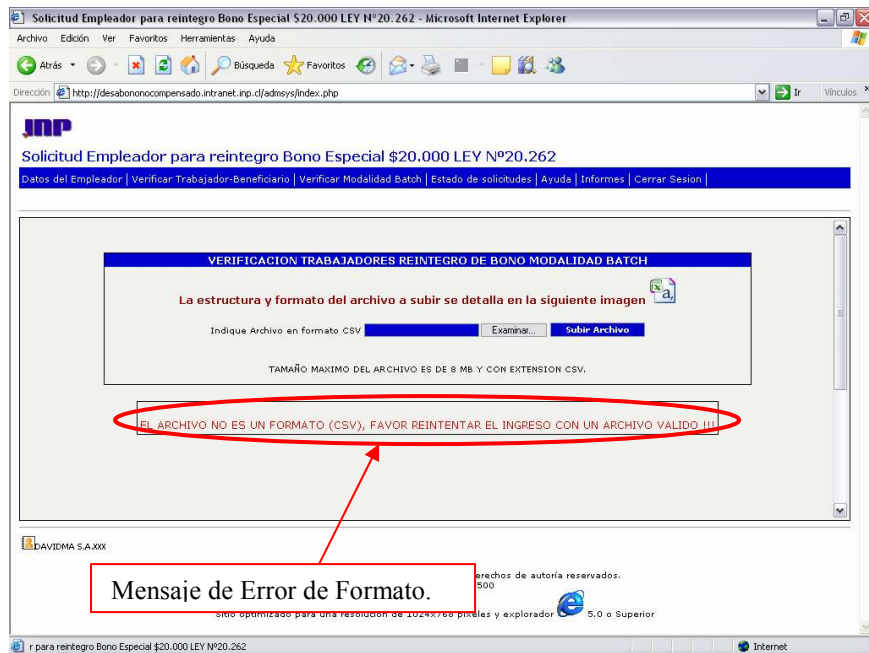 Solicitud Empleador para reintegro Bono Especial $20.000 LEY Nº20.262 - Microsoft Internet Explorer
Archivo Edición Ver Favoritos Herramientas Ayuda
Atrás Búsqueda Favoritos
Dirección http://desabononocompensado.intranet.inp.cl/admsys/index.php Ir Vínculos »
INP
Solicitud Empleador para reintegro Bono Especial $20.000 LEY Nº20.262
Datos del Empleador | Verificar Trabajador-Beneficiario | Verificar Modalidad Batch | Estado de solicitudes | Ayuda | Informes | Cerrar Sesion |
VERIFICACION TRABAJADORES REINTEGRO DE BONO MODALIDAD BATCH
La estructura y formato del archivo a subir se detalla en la siguiente imagen
Indique Archivo en formato CSV Examinar... Subir Archivo
TAMAÑO MAXIMO DEL ARCHIVO ES DE 8 MB Y CON EXTENSION CSV.
EL ARCHIVO NO ES UN FORMATO (CSV), FAVOR REINTENTAR EL INGRESO CON UN ARCHIVO VALIDO !!!
DAVIDMA S.A.XXX
erechos de autoría reservados.
500
Mensaje de Error de Formato.
Sitio optimizado para una resolución de 1024x768 píxeles y explorador 5.0 o Superior
r para reintegro Bono Especial $20.000 LEY Nº20.262 Internet